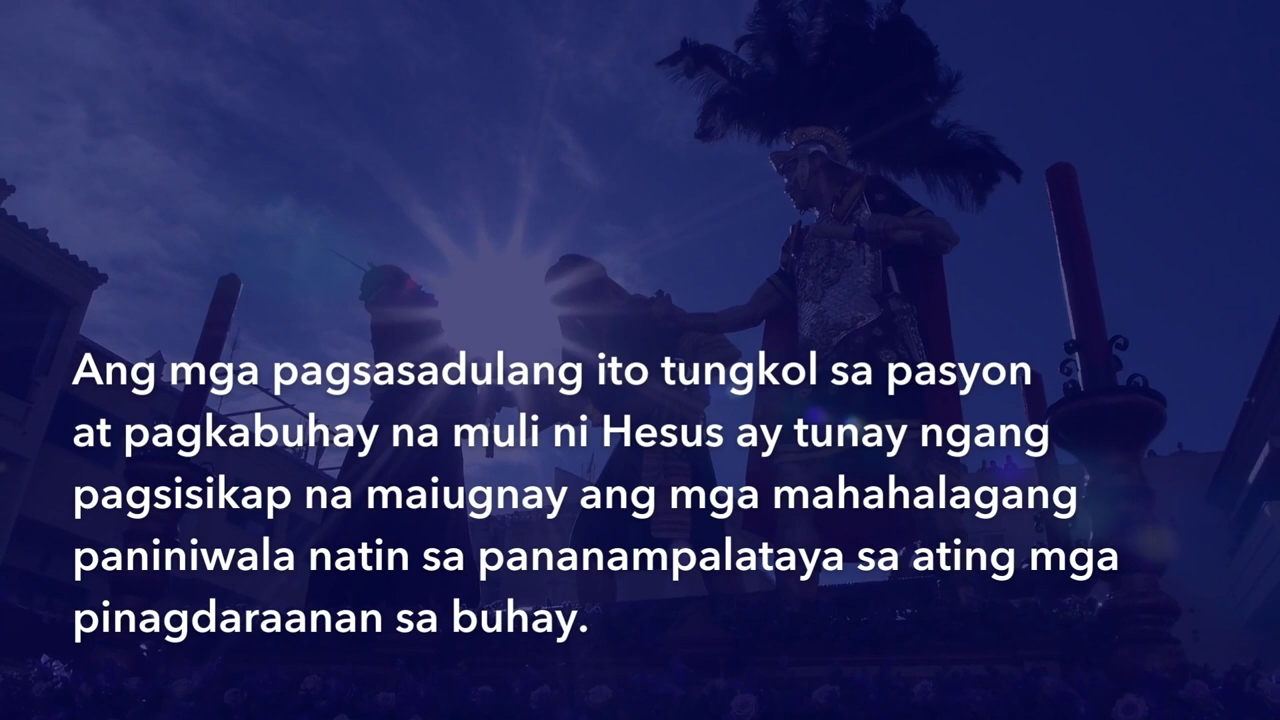 Ang mga pagsasadulang ito tungkol sa pasyon
at pagkabuhay na muli ni Hesus ay tunay ngang
pagsisikap na maiugnay ang mga mahahalagang
paniniwala natin sa pananampalataya sa ating mga
pinagdaraanan sa buhay.